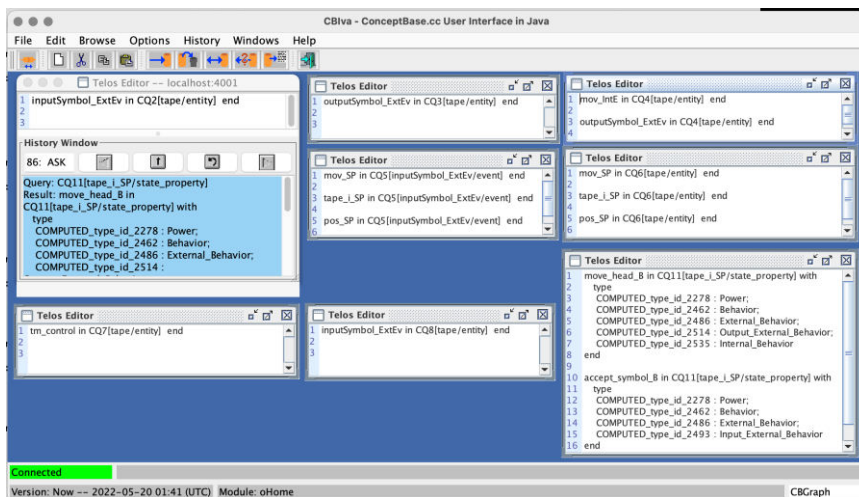 CBIva - ConceptBase.cc User Interface in Java
File Edit Browse Options History Windows Help
Telos Editor -- localhost:4001
1 inputSymbol_ExtEv in CQ2[tape/entity] end
2
3
History Window
86: ASK
Query: CQ11[tape_i_SP/state_property]
Result: move_head_B in
CQ11[tape_i_SP/state_property] with
type
COMPUTED_type_id_2278 : Power;
COMPUTED_type_id_2462 : Behavior;
COMPUTED_type_id_2486 : External_Behavior;
COMPUTED_type_id_2514 :
Telos Editor
1 outputSymbol_ExtEv in CQ3[tape/entity] end
2
3
Telos Editor
1 mov_IntE in CQ4[tape/entity] end
2
3 outputSymbol_ExtEv in CQ4[tape/entity] end
4
Telos Editor
1 mov_SP in CQ5[inputSymbol_ExtEv/event] end
2
3 tape_i_SP in CQ5[inputSymbol_ExtEv/event] end
4
5 pos_SP in CQ5[inputSymbol_ExtEv/event] end
6
Telos Editor
1 mov_SP in CQ6[tape/entity] end
2
3 tape_i_SP in CQ6[tape/entity] end
4
5 pos_SP in CQ6[tape/entity] end
6
Telos Editor
1 tm_control in CQ7[tape/entity] end
2
3
Telos Editor
1 inputSymbol_ExtEv in CQ8[tape/entity] end
2
3
Telos Editor
1 move_head_B in CQ11[tape_i_SP/state_property] with
2 type
3 COMPUTED_type_id_2278 : Power;
4 COMPUTED_type_id_2462 : Behavior;
5 COMPUTED_type_id_2486 : External_Behavior;
6 COMPUTED_type_id_2514 : Output_External_Behavior;
7 COMPUTED_type_id_2535 : Internal_Behavior
8 end
9
10 accept_symbol_B in CQ11[tape_i_SP/state_property] with
11 type
12 COMPUTED_type_id_2278 : Power;
13 COMPUTED_type_id_2462 : Behavior;
14 COMPUTED_type_id_2486 : External_Behavior;
15 COMPUTED_type_id_2493 : Input_External_Behavior
16 end
Connected
Version: Now -- 2022-05-20 01:41 (UTC) Module: oHome
CBGraph